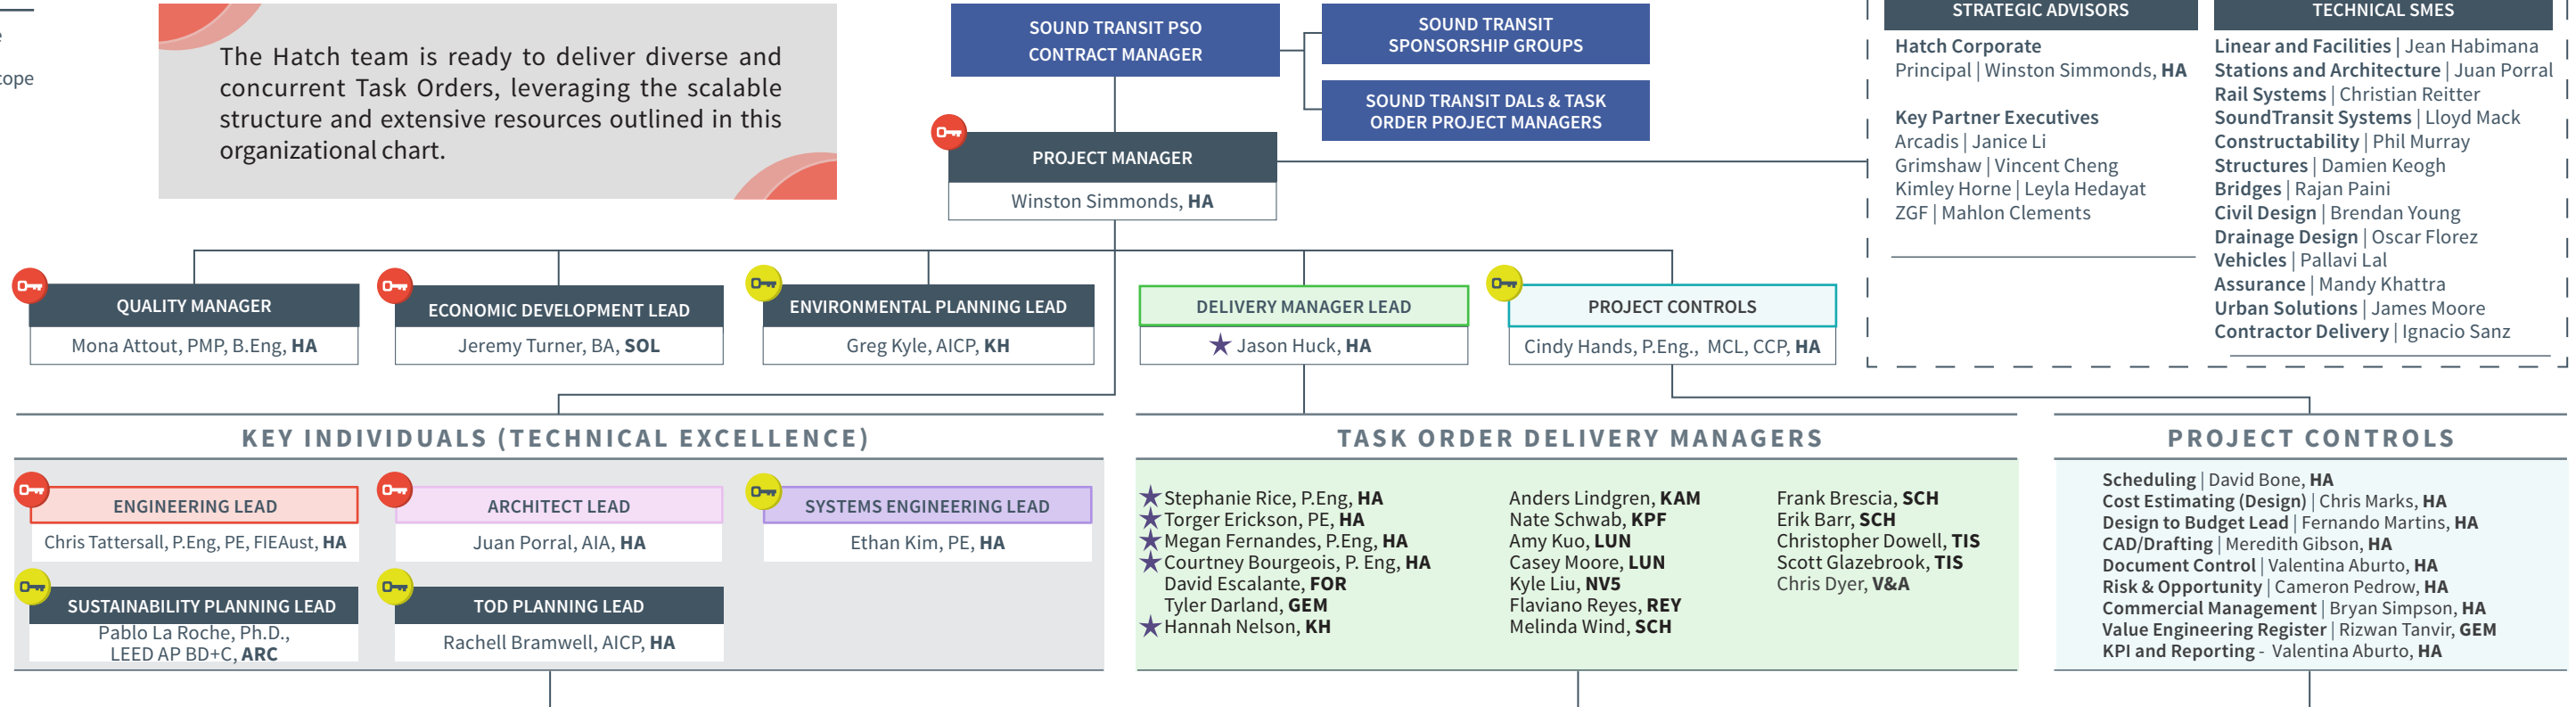 cope
The Hatch team is ready to deliver diverse and
concurrent Task Orders, leveraging the scalable
structure and extensive resources outlined in this
organizational chart.
SOUND TRANSIT PSO
CONTRACT MANAGER
SOUND TRANSIT
SPONSORSHIP GROUPS
SOUND TRANSIT DALs & TASK
ORDER PROJECT MANAGERS
PROJECT MANAGER
Winston Simmonds, HA
STRATEGIC ADVISORS
Hatch Corporate
Principal | Winston Simmonds, HA
Key Partner Executives
Arcadis | Janice Li
Grimshaw | Vincent Cheng
Kimley Horne | Leyla Hedayat
ZGF | Mahlon Clements
TECHNICAL SMES
Linear and Facilities | Jean Habimana
Stations and Architecture | Juan Porral
Rail Systems | Christian Reitter
SoundTransit Systems | Lloyd Mack
Constructability | Phil Murray
Structures | Damien Keogh
Bridges | Rajan Paini
Civil Design | Brendan Young
Drainage Design | Oscar Florez
Vehicles | Pallavi Lal
Assurance | Mandy Khattra
Urban Solutions | James Moore
Contractor Delivery | Ignacio Sanz
QUALITY MANAGER
Mona Attout, PMP, B.Eng, HA
ECONOMIC DEVELOPMENT LEAD
Jeremy Turner, BA, SOL
ENVIRONMENTAL PLANNING LEAD
Greg Kyle, AICP, KH
DELIVERY MANAGER LEAD
Jason Huck, HA
PROJECT CONTROLS
Cindy Hands, P.Eng., MCL, CCP, HA
KEY INDIVIDUALS (TECHNICAL EXCELLENCE)
ENGINEERING LEAD
Chris Tattersall, P.Eng, PE, FIEAust, HA
ARCHITECT LEAD
Juan Porral, AIA, HA
SYSTEMS ENGINEERING LEAD
Ethan Kim, PE, HA
SUSTAINABILITY PLANNING LEAD
Pablo La Roche, Ph.D.,
LEED AP BD+C, ARC
TOD PLANNING LEAD
Rachell Bramwell, AICP, HA
TASK ORDER DELIVERY MANAGERS
Stephanie Rice, P.Eng, HA
Torger Erickson, PE, HA
Megan Fernandes, P.Eng, HA
Courtney Bourgeois, P. Eng, HA
David Escalante, FOR
Tyler Darland, GEM
Hannah Nelson, KH
Anders Lindgren, KAM
Nate Schwab, KPF
Amy Kuo, LUN
Casey Moore, LUN
Kyle Liu, NV5
Flaviano Reyes, REY
Melinda Wind, SCH
Frank Brescia, SCH
Erik Barr, SCH
Christopher Dowell, TIS
Scott Glazebrook, TIS
Chris Dyer, V&A
PROJECT CONTROLS
Scheduling | David Bone, HA
Cost Estimating (Design) | Chris Marks, HA
Design to Budget Lead | Fernando Martins, HA
CAD/Drafting | Meredith Gibson, HA
Document Control | Valentina Aburto, HA
Risk & Opportunity | Cameron Pedrow, HA
Commercial Management | Bryan Simpson, HA
Value Engineering Register | Rizwan Tanvir, GEM
KPI and Reporting - Valentina Aburto, HA